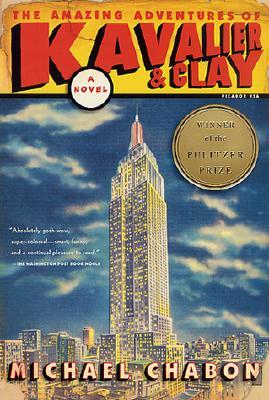 THE AMAZING ADVENTURES OF
KAVALIER
& CLAY
A
NOVEL
PICADOR USA
WINNER
of the
PULITZER
PRIZE
"Absolutely gosh-wow,
super-colossal—smart, funny,
and a continual pleasure to read."
—THE WASHINGTON POST BOOK WORLD
MICHAEL CHABON